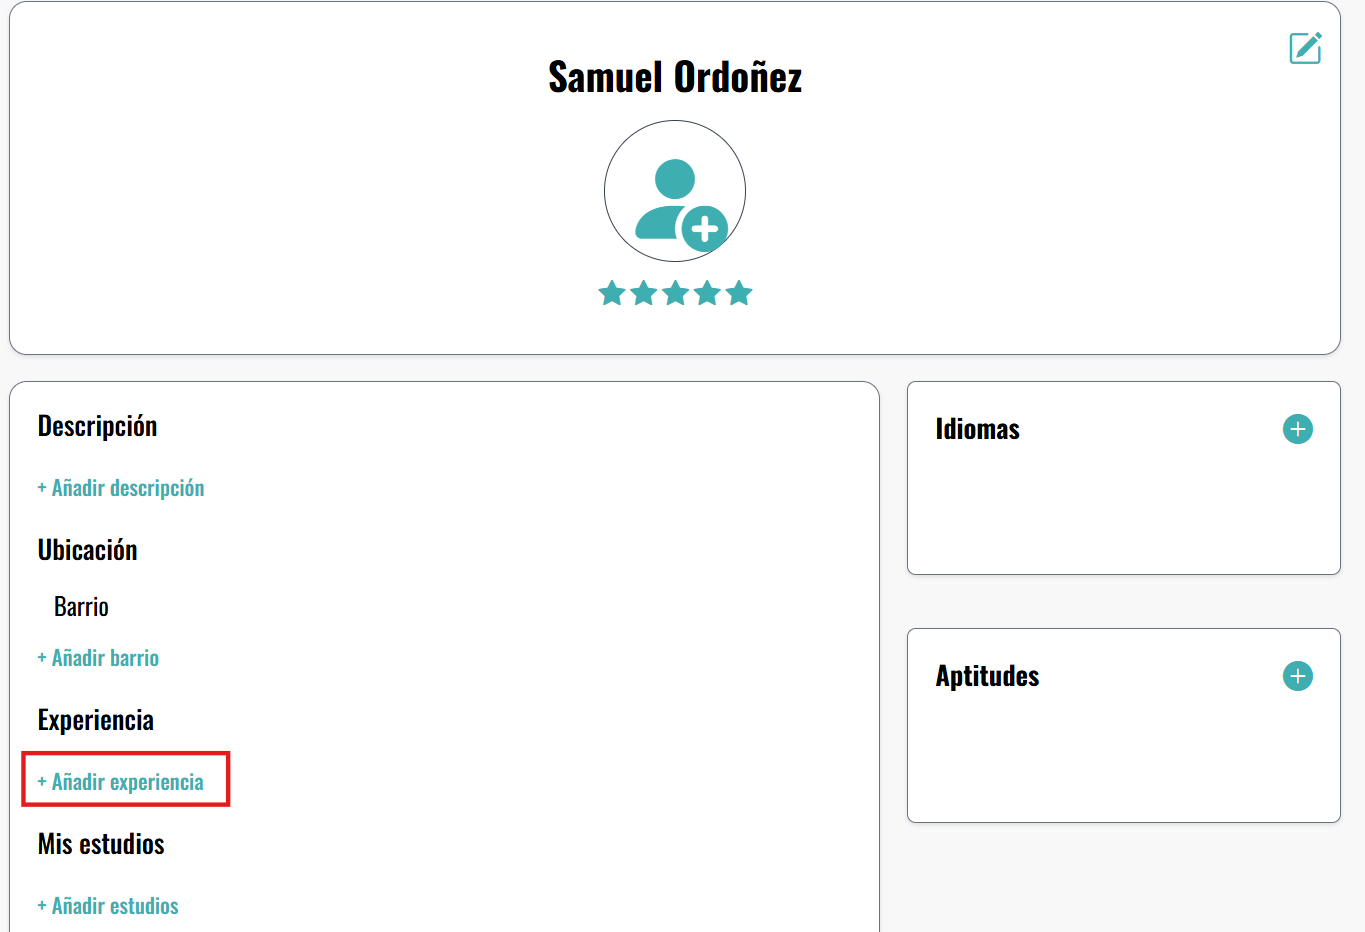 Samuel Ordoñez
Descripción
+ Añadir descripción
Ubicación
Barrio
+ Añadir barrio
Experiencia
+ Añadir experiencia
Mis estudios
+ Añadir estudios
Idiomas
Aptitudes